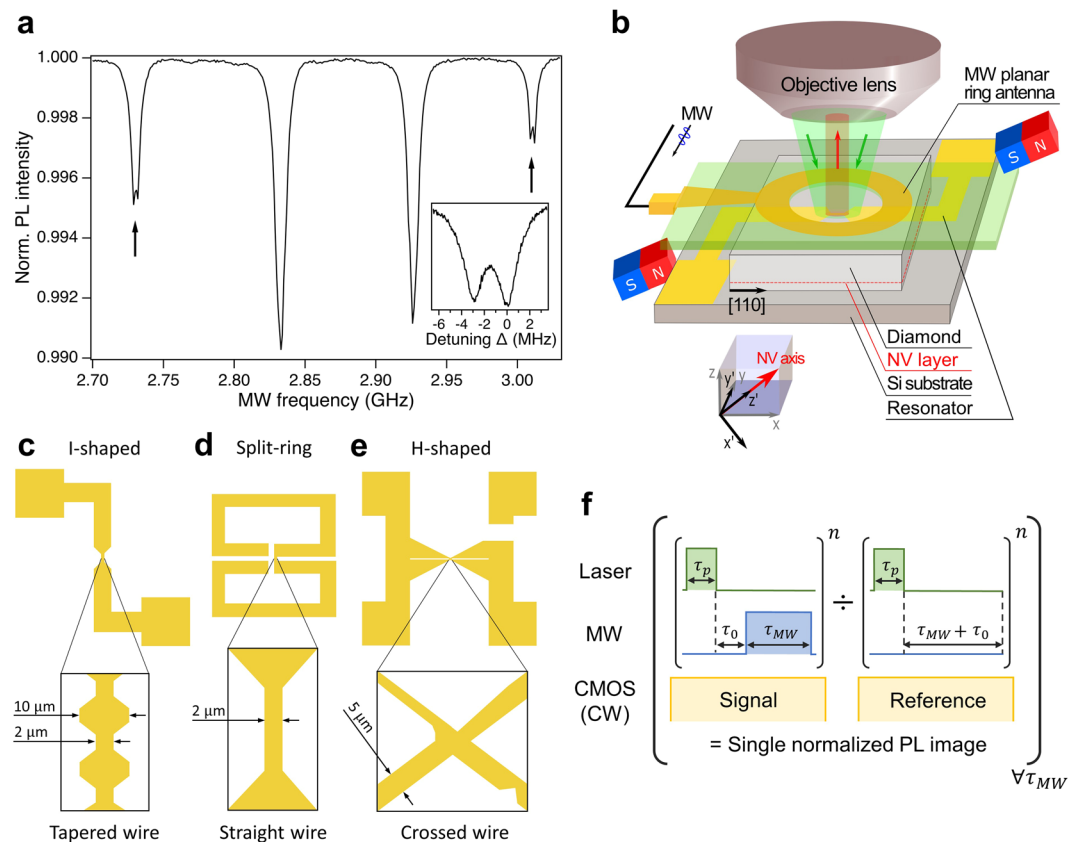 a
Norm. PL intensity
1.000
0.998
0.996
0.994
0.992
0.990
2.70
2.75
2.80
2.85
2.90
2.95
3.00
MW frequency (GHz)
-6
-4
-2
0
2
Detuning Δ (MHz)
b
Objective lens
MW planar
ring antenna
MW
S N
S N
[110]
Diamond
NV layer
Si substrate
Resonator
NV axis
z
y'
y
z'
x
x'
c
I-shaped
10 μm
2 μm
Tapered wire
d
Split-ring
2 μm
Straight wire
e
H-shaped
5 μm
Crossed wire
f
Laser
MW
CMOS
(CW)
τp
τ0
τMW
n
÷
τp
τMW + τ0
n
Signal
Reference
= Single normalized PL image
∀τMW